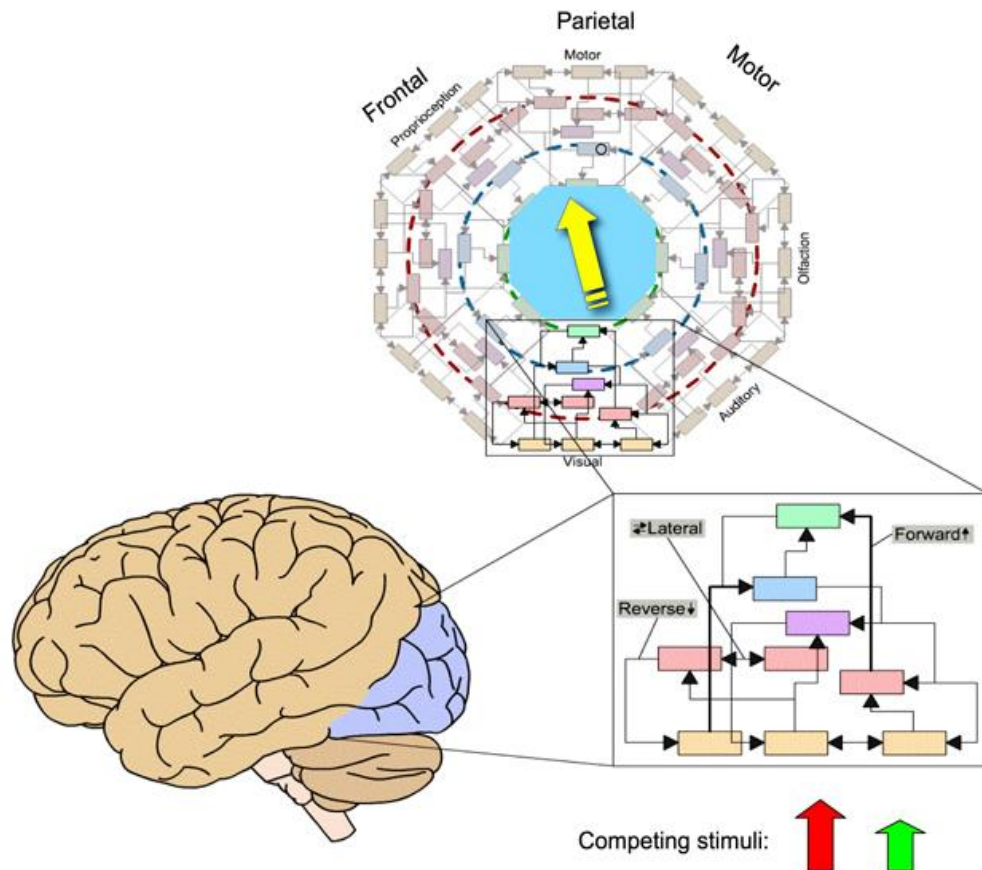 Parietal
Motor
Frontal
Motor
Proprioception
Olfaction
Auditory
Visual
⇄Lateral
Forward↑
Reverse↓
Competing stimuli: